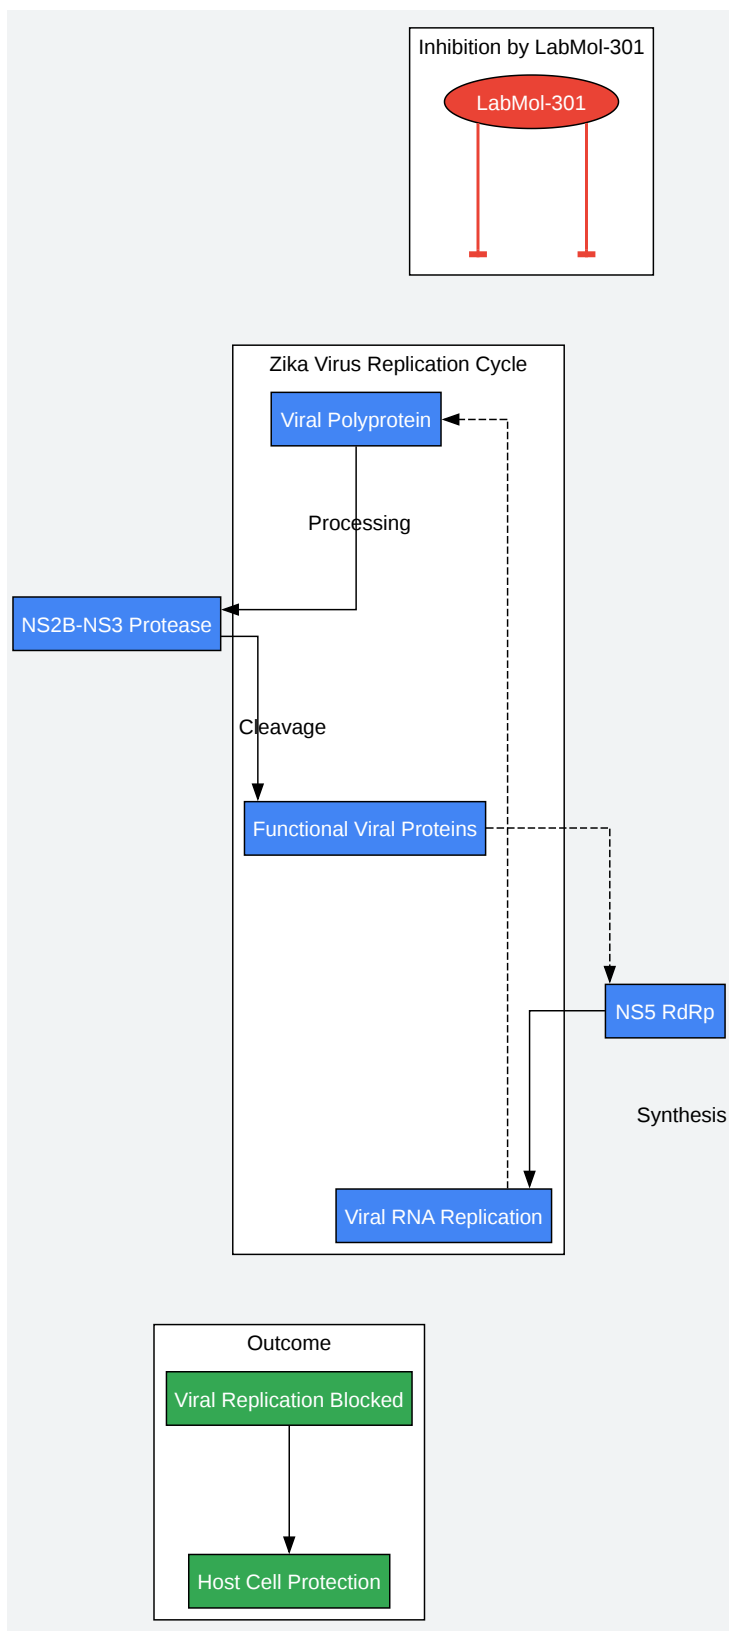 Inhibition by LabMol-301
LabMol-301
Zika Virus Replication Cycle
Viral Polyprotein
Processing
NS2B-NS3 Protease
Cleavage
Functional Viral Proteins
NS5 RdRp
Synthesis
Viral RNA Replication
Outcome
Viral Replication Blocked
Host Cell Protection